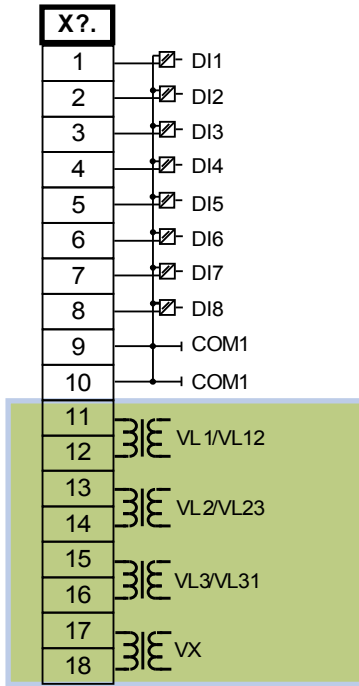 X?.
1 DI1
2 DI2
3 DI3
4 DI4
5 DI5
6 DI6
7 DI7
8 DI8
9 COM1
10 COM1
11
VL1/VL12
12
13
VL2/VL23
14
15
VL3/VL31
16
17
VX
18